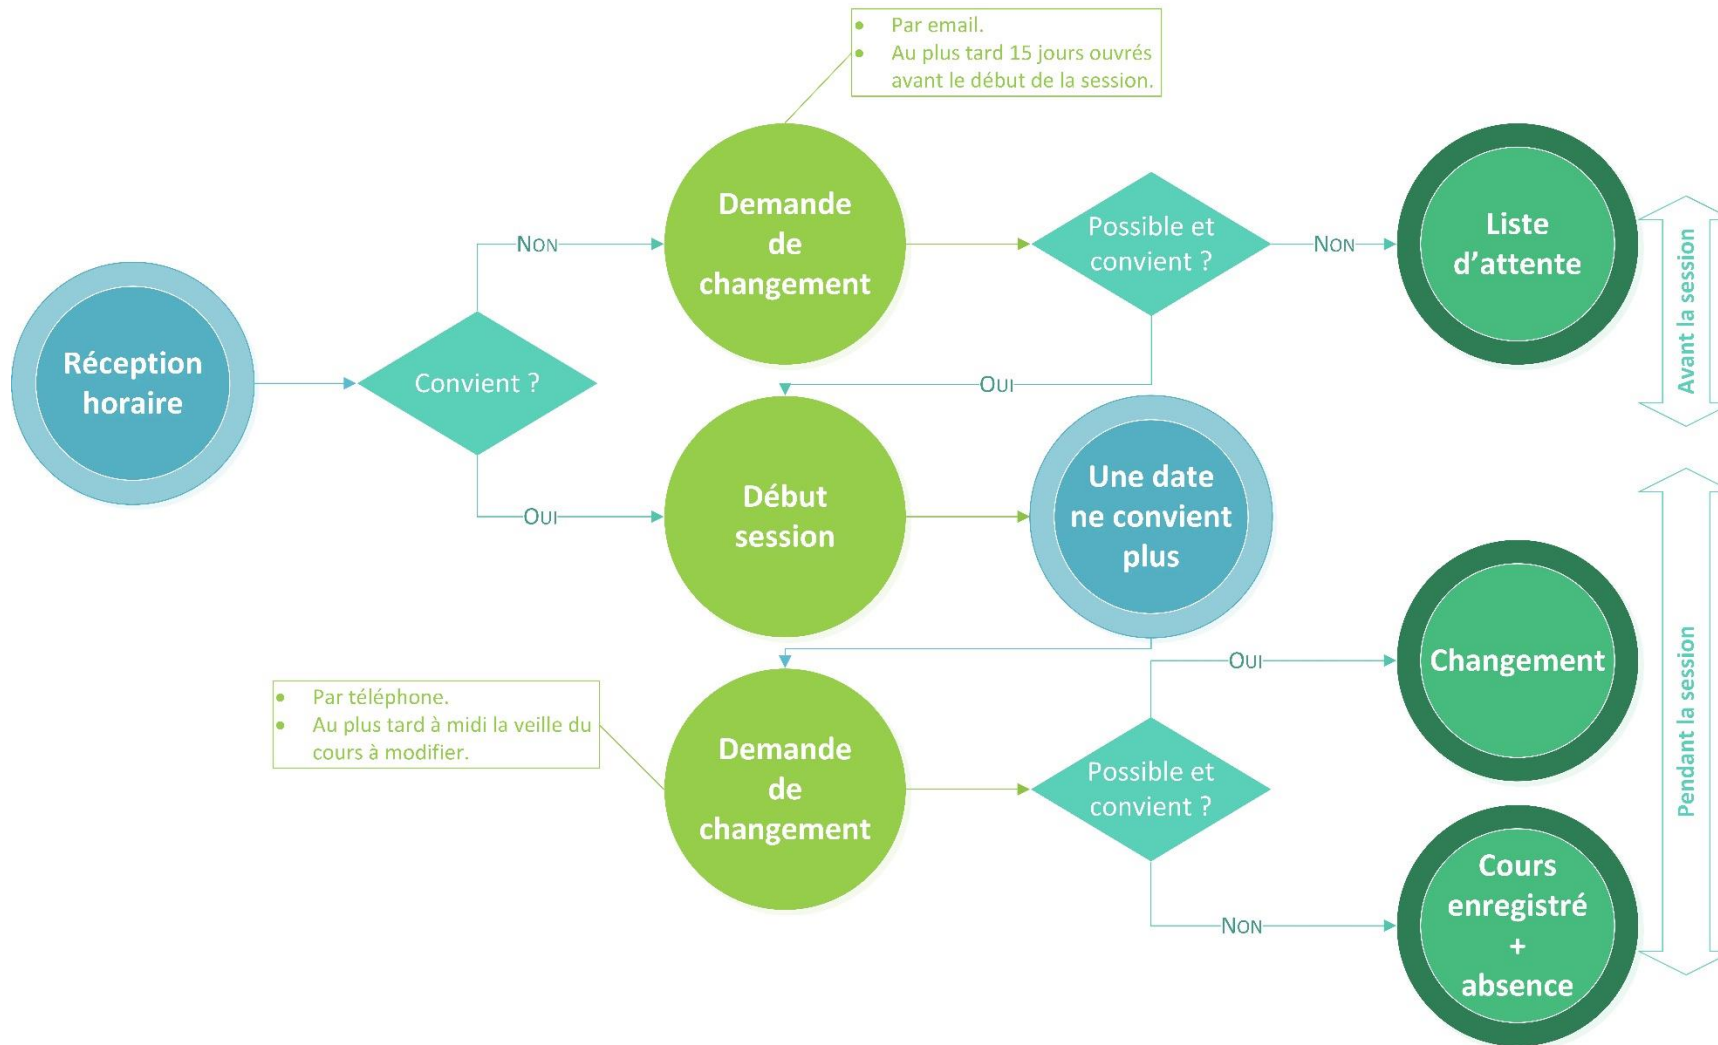 • Par email.
• Au plus tard 15 jours ouvrés
avant le début de la session.
Demande
de
changement
Possible et
convient ?
Liste
d’attente
NON
NON
Avant la session
Réception
horaire
Convient ?
OUI
OUI
Début
session
Une date
ne convient
plus
• Par téléphone.
• Au plus tard à midi la veille du
cours à modifier.
Demande
de
changement
Possible et
convient ?
OUI
Changement
Pendant la session
NON
Cours
enregistré
+
absence